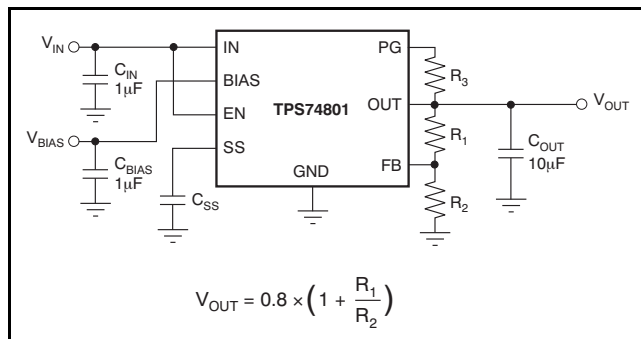 V_IN
C_IN
1μF
V_BIAS
C_BIAS
1μF
C_SS
IN
BIAS
EN
SS
TPS74801
GND
PG
OUT
FB
R_3
R_1
R_2
V_OUT
C_OUT
10μF
V_OUT = 0.8 × (1 + R_1/R_2)